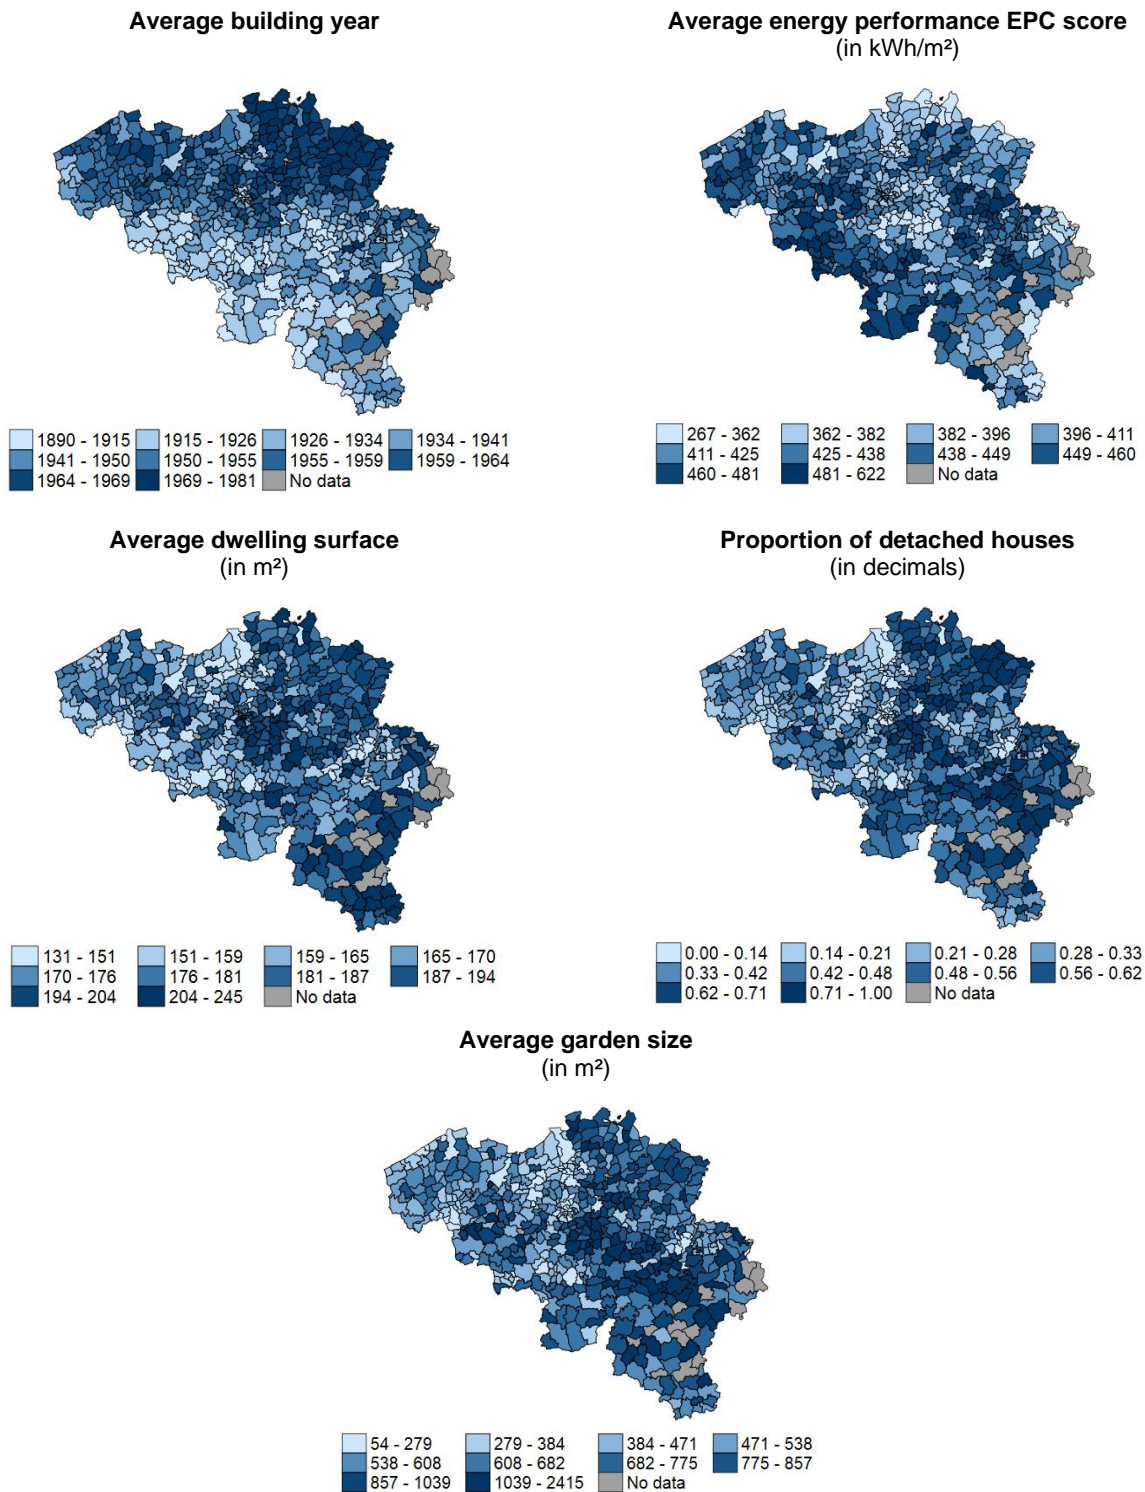 Average building year
Average energy performance EPC score
(in kWh/m²)
1890 - 1915 1915 - 1926 1926 - 1934 1934 - 1941
1941 - 1950 1950 - 1955 1955 - 1959 1959 - 1964
1964 - 1969 1969 - 1981 No data
267 - 362 362 - 382 382 - 396 396 - 411
411 - 425 425 - 438 438 - 449 449 - 460
460 - 481 481 - 622 No data
Average dwelling surface
(in m²)
Proportion of detached houses
(in decimals)
131 - 151 151 - 159 159 - 165 165 - 170
170 - 176 176 - 181 181 - 187 187 - 194
194 - 204 204 - 245 No data
0.00 - 0.14 0.14 - 0.21 0.21 - 0.28 0.28 - 0.33
0.33 - 0.42 0.42 - 0.48 0.48 - 0.56 0.56 - 0.62
0.62 - 0.71 0.71 - 1.00 No data
Average garden size
(in m²)
54 - 279 279 - 384 384 - 471 471 - 538
538 - 608 608 - 682 682 - 775 775 - 857
857 - 1039 1039 - 2415 No data